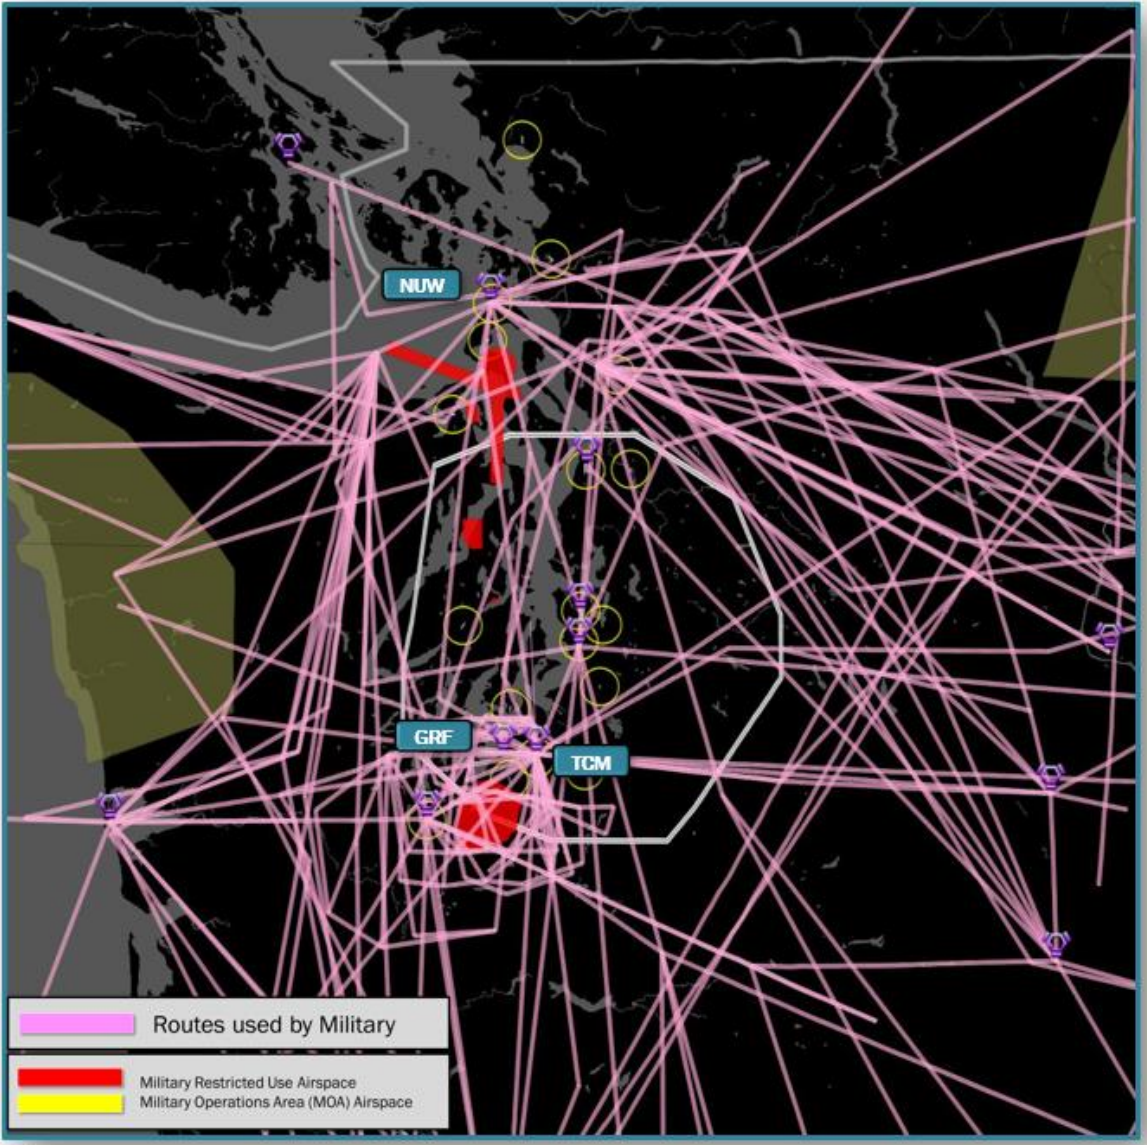 NUW
GRF
TCM
Routes used by Military
Military Restricted Use Airspace
Military Operations Area (MOA) Airspace